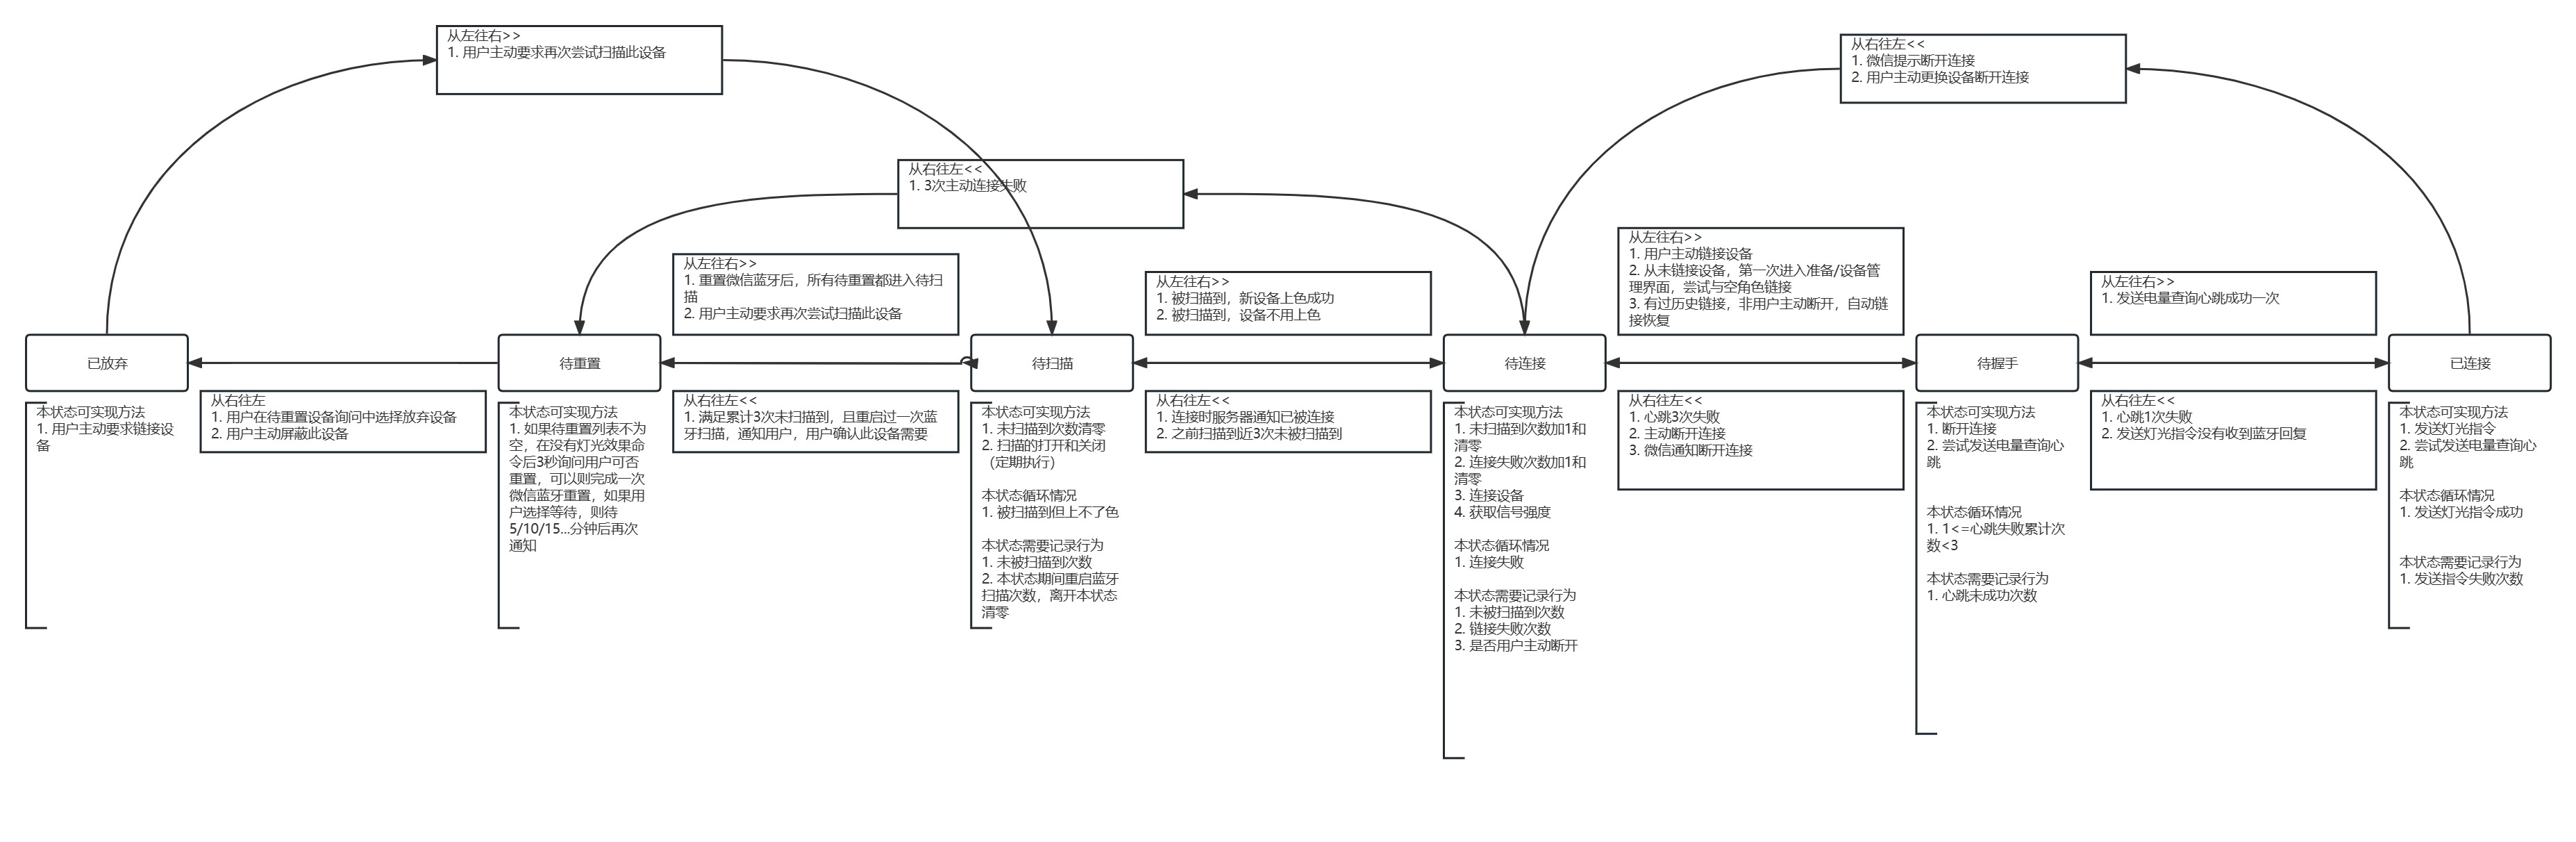 从左往右>>
1. 用户主动要求再次尝试扫描此设备
从右往左<<
1. 微信提示断开连接
2. 用户主动更换设备断开连接
从右往左<<
1. 3次主动连接失败
从左往右>>
1. 重置微信蓝牙后，所有待重置都进入待扫
描
2. 用户主动要求再次尝试扫描此设备
从左往右>>
1. 被扫描到，新设备上色成功
2. 被扫描到，设备不用上色
从左往右>>
1. 用户主动链接设备
2. 从未链接设备，第一次进入准备/设备管
理界面，尝试与空角色链接
3. 有过历史链接，非用户主动断开，自动链
接恢复
从左往右>>
1. 发送电量查询心跳成功一次
已放弃
待重置
待扫描
待连接
待握手
已连接
本状态可实现方法
1. 用户主动要求链接设
备
从右往左
1. 用户在待重置设备询问中选择放弃设备
2. 用户主动屏蔽此设备
本状态可实现方法
1. 如果待重置列表不为
空，在没有灯光效果命
令后3秒询问用户可否
重置，可以则完成一次
微信蓝牙重置，如果用
户选择等待，则待
5/10/15...分钟后再次
通知
从右往左<<
1. 满足累计3次未扫描到，且重启过一次蓝
牙扫描，通知用户，用户确认此设备需要
本状态可实现方法
1. 未扫描到次数清零
2. 扫描的打开和关闭
（定期执行）
本状态循环情况
1. 被扫描到但上不了色
本状态需要记录行为
1. 未被扫描到次数
2. 本状态期间重启蓝牙
扫描次数，离开本状态
清零
从右往左<<
1. 连接时服务器通知已被连接
2. 之前扫描到近3次未被扫描到
本状态可实现方法
1. 未扫描到次数加1和
清零
2. 连接失败次数加1和
清零
3. 连接设备
4. 获取信号强度
本状态循环情况
1. 连接失败
本状态需要记录行为
1. 未被扫描到次数
2. 链接失败次数
3. 是否用户主动断开
从右往左<<
1. 心跳3次失败
2. 主动断开连接
3. 微信通知断开连接
本状态可实现方法
1. 断开连接
2. 尝试发送电量查询心
跳
本状态循环情况
1. 1<=心跳失败累计次
数<3
本状态需要记录行为
1. 心跳未成功次数
从右往左<<
1. 心跳1次失败
2. 发送灯光指令没有收到蓝牙回复
本状态可实现方法
1. 发送灯光指令
2. 尝试发送电量查询心
跳
本状态循环情况
1. 发送灯光指令成功
本状态需要记录行为
1. 发送指令失败次数